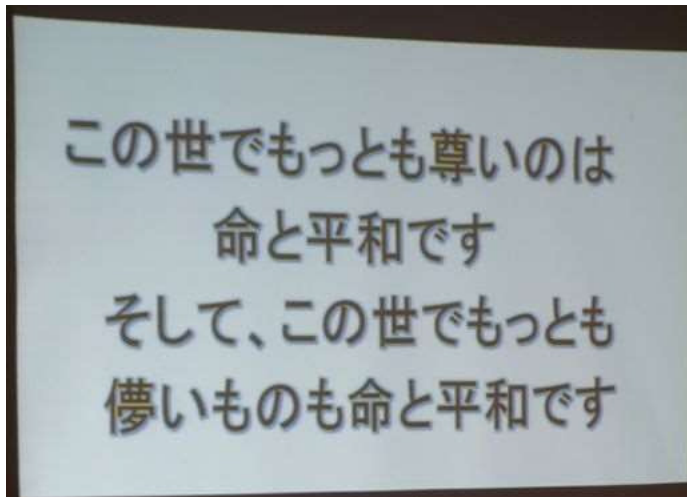 この世でもっとも尊いのは
命と平和です
そして、この世でもっとも
儚いものも命と平和です